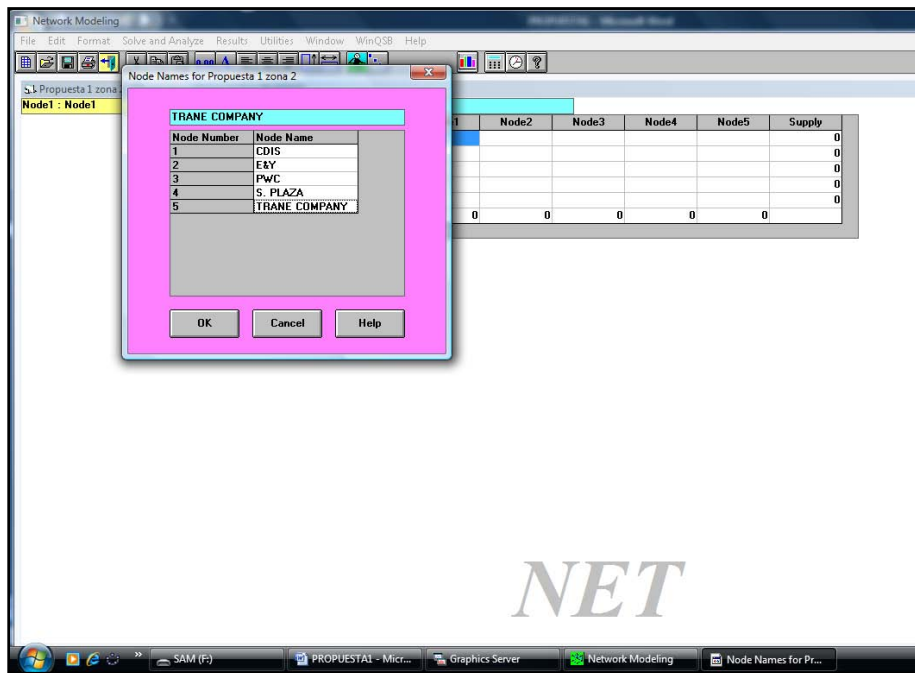 Network Modeling
File Edit Format Solve and Analyze Results Utilities Window WinQSB Help
0.00 A
Node Names for Propuesta 1 zona 2
Propuesta 1 zona
Node1 : Node1
TRANE COMPANY
Node Number Node Name
1 CDIS
2 E&Y
3 PWC
4 S. PLAZA
5 TRANE COMPANY
OK Cancel Help
1 Node2 Node3 Node4 Node5 Supply
0
0
0
0
0
0 0 0 0 0
NET
SAM (F:) PROPUESTA1 - Micr... Graphics Server Network Modeling Node Names for Pr...